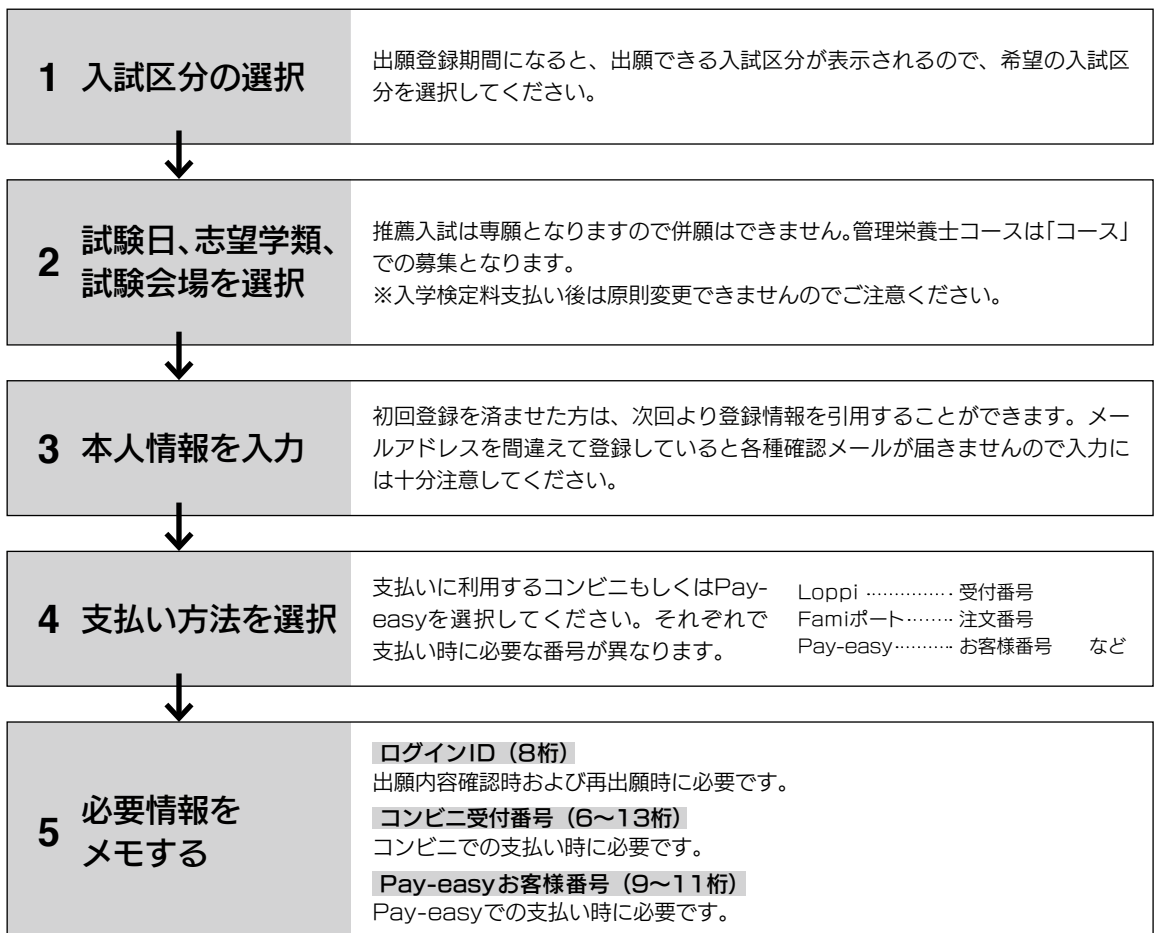 1 入試区分の選択
出願登録期間になると、出願できる入試区分が表示されるので、希望の入試区
分を選択してください。
2 試験日、志望学類、
試験会場を選択
推薦入試は専願となりますので併願はできません。管理栄養士コースは「コース」
での募集となります。
※入学検定料支払い後は原則変更できませんのでご注意ください。
3 本人情報を入力
初回登録を済ませた方は、次回より登録情報を引用することができます。メー
ルアドレスを間違えて登録していると各種確認メールが届きませんので入力に
は十分注意してください。
4 支払い方法を選択
支払いに利用するコンビニもしくはPay-
easyを選択してください。それぞれで
支払い時に必要な番号が異なります。
Loppi ・・・・・・・・・・・・・・ 受付番号
Famiポート・・・・・・・・ 注文番号
Pay-easy・・・・・・・・・・ お客様番号 など
5 必要情報を
メモする
ログインID（8桁）
出願内容確認時および再出願時に必要です。
コンビニ受付番号（6〜13桁）
コンビニでの支払い時に必要です。
Pay-easyお客様番号（9〜11桁）
Pay-easyでの支払い時に必要です。